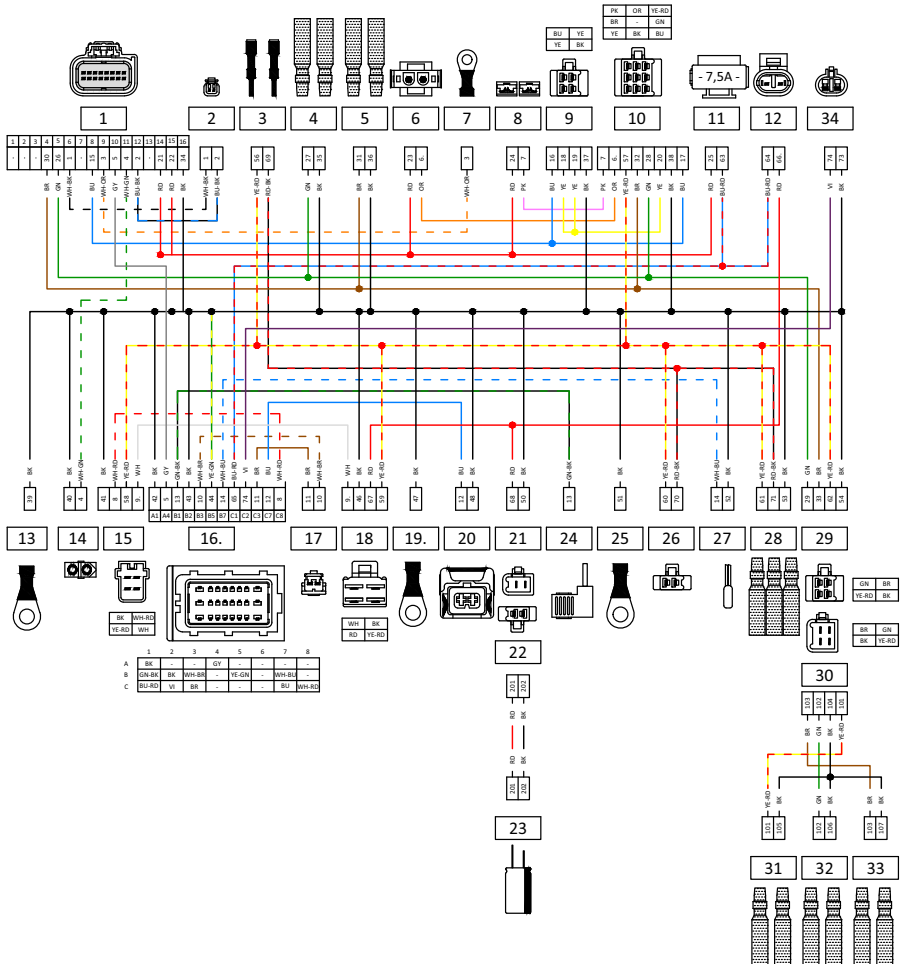 PK OR YE-RD
BR - GN
YE BK BU
BU YE
YE BK
- 7,5A -
1 2 3 4 5 6 7 8 9 10 11 12 34
1 2 3 4 5 6 7 8 9 10 11 12 13 14 15 16
- - - 30 26 1 - 15 3 5 4 2 - 21 22 34
1 2
56 69
27 35
31 36
23 6.
3
24 7
16 18 19 37
7 6. 57 32 28 20 38 17
25 63
64 66.
74 73
BR GN WH-BK BU WH-OR GY WH-GN BU-BK RD RD BK WH-BK BU-BK YE-RD RD-BK GN BK BR BK RD OR WH-OR RD PK BU YE YE BK PK OR YE-RD BR GN YE BK BU RD BU-RD BU-RD RD VI BK
BK BK WH-GN BK WH-RD YE-RD WH BK GY GN-BK BK WH-BR YE-GN WH-BU BU-RD VI BR BU WH-RD BR WH-BR WH BK RD YE-RD BK BU BK RD BK GN-BK BK YE-RD RD-BK WH-BU BK YE-RD RD-BK BK GN BR YE-RD BK
39
40 4
41 8 58 9.
42 5 13 43 10 44 14 65 74 11 12 8
A1 A4 B1 B2 B3 B5 B7 C1 C2 C3 C7 C8
11 10
9. 46 67 59
47
12 48
68 50
13
51
60 70
14 52
61 71 53
29 33 62 54
13 14 15 16. 17 18 19. 20 21 24 25 26 27 28 29
BK WH-RD
YE-RD WH
WH BK
RD YE-RD
GN BR
YE-RD BK
BR GN
BK YE-RD
1 2 3 4 5 6 7 8
A BK - - GY - - - -
B GN-BK BK WH-BR - YE-GN - WH-BU -
C BU-RD VI BR - - - BU WH-RD
22
201 202
RD BK
RD BK
201 202
23
30
103 102 104 101
BR GN BK YE-RD
YE-RD BK GN BK BR BK
101 105 102 106 103 107
31 32 33